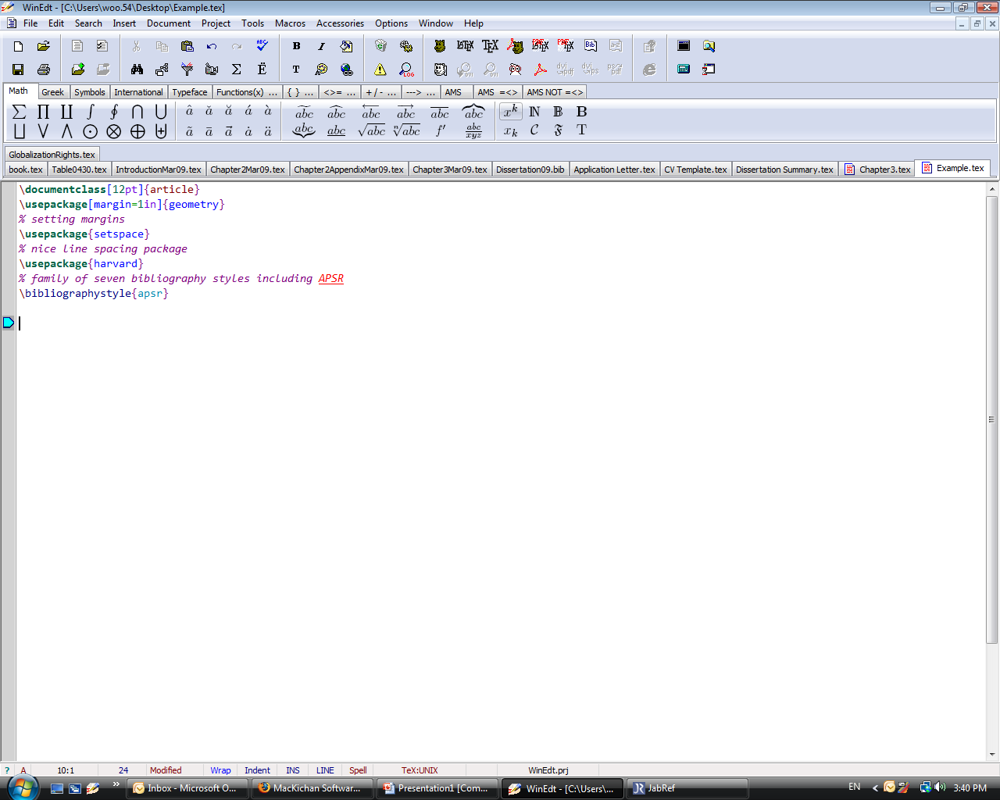 WinEdt - [C:\Users\woo.54\Desktop\Example.tex]
File Edit Search Insert Document Project Tools Macros Accessories Options Window Help
Math Greek Symbols International Typeface Functions(x) ... { } ... <>= ... + / - ... ---> ... AMS AMS =<> AMS NOT =<>
GlobalizationRights.tex
book.tex Table0430.tex IntroductionMar09.tex Chapter2Mar09.tex Chapter2AppendixMar09.tex Chapter3Mar09.tex Dissertation09.bib Application Letter.tex CV Template.tex Dissertation Summary.tex Chapter3.tex Example.tex
\documentclass[12pt]{article}
\usepackage[margin=1in]{geometry}
% setting margins
\usepackage{setspace}
% nice line spacing package
\usepackage{harvard}
% family of seven bibliography styles including APSR
\bibliographystyle{apsr}
? A 10:1 24 Modified Wrap Indent INS LINE Spell TeX:UNIX WinEdt.prj
Inbox - Microsoft O... MacKichan Softwar... Presentation1 [Com... WinEdt - [C:\Users\... JabRef EN 3:40 PM